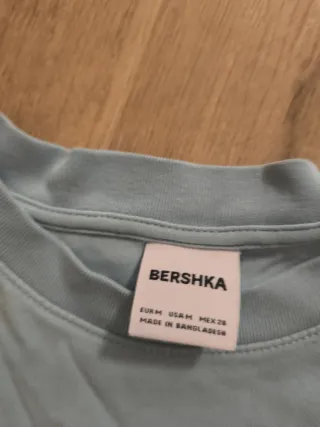 BERSHKA
EUR M USA M MEX 28
MADE IN BANGLADESH